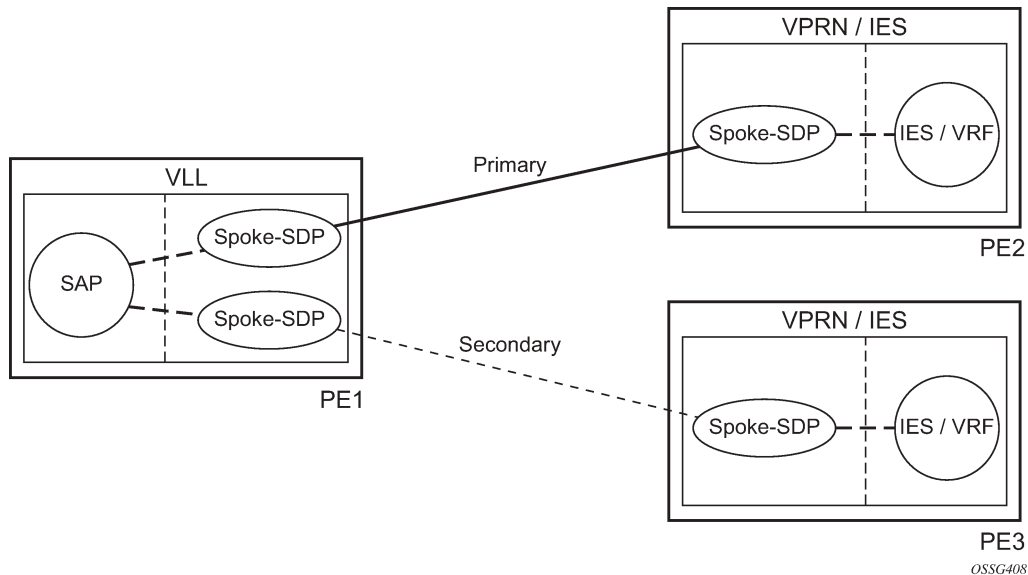 VPRN / IES
Spoke-SDP
IES / VRF
PE2
Primary
VLL
SAP
Spoke-SDP
Spoke-SDP
PE1
Secondary
VPRN / IES
Spoke-SDP
IES / VRF
PE3
OSSG408